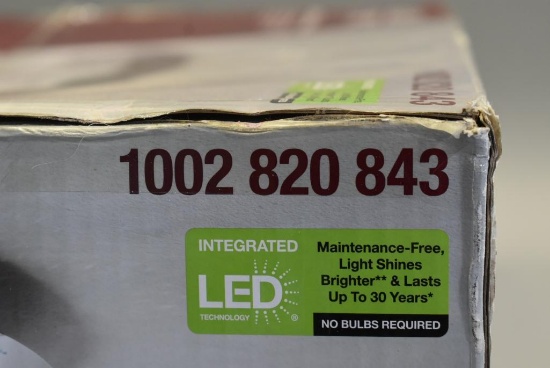 1002 820 843
INTEGRATED
LED
TECHNOLOGY ®
Maintenance-Free,
Light Shines
Brighter** & Lasts
Up To 30 Years*
NO BULBS REQUIRED